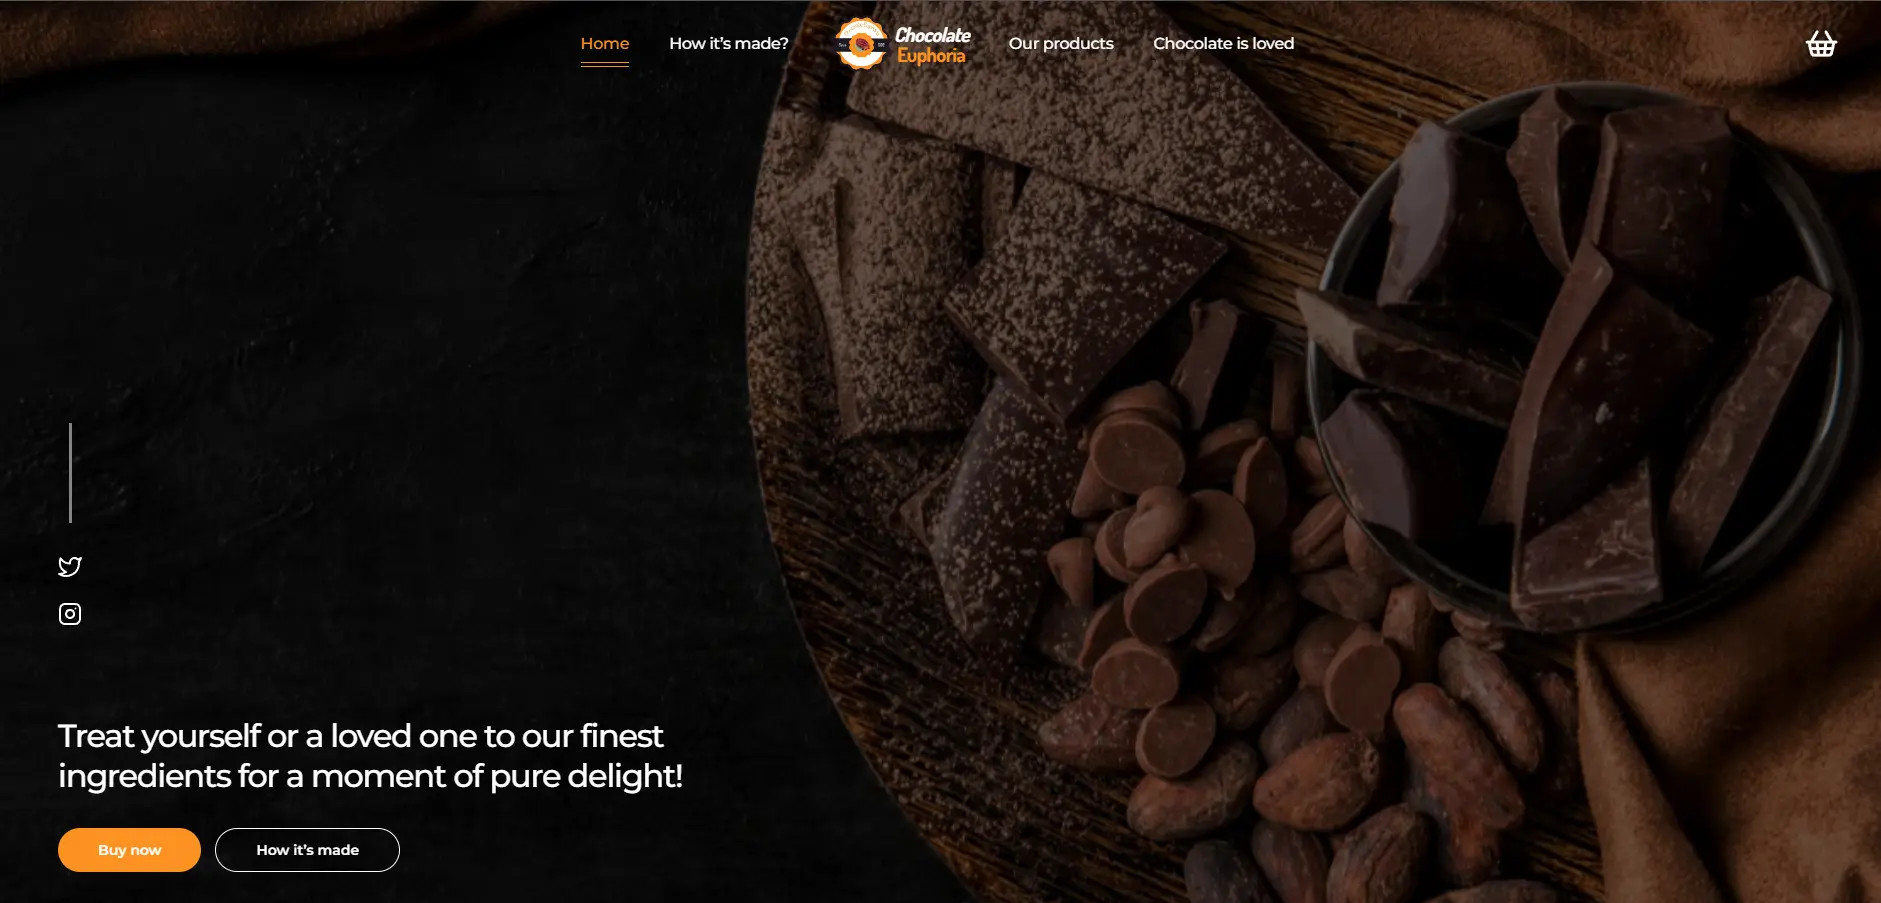 Home
How it's made?
Chocolate
Euphoria
Our products
Chocolate is loved
Treat yourself or a loved one to our finest
ingredients for a moment of pure delight!
Buy now
How it's made